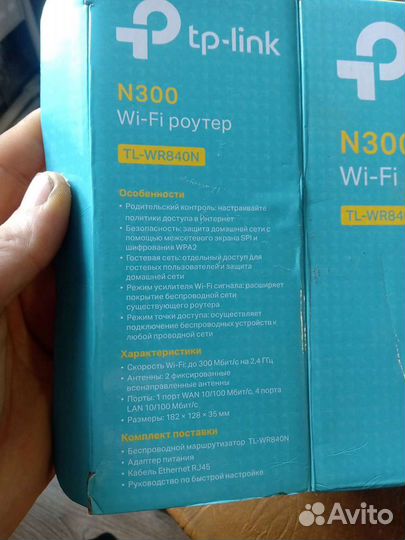 tp-link
N300
Wi-Fi роутер
TL-WR840N
Особенности
• Родительский контроль: настраивайте
политики доступа в Интернет
• Безопасность: защита домашней сети с
помощью межсетевого экрана SPI и
шифрования WPA2
• Гостевая сеть: отдельный доступ для
гостевых пользователей и защита
домашней сети
• Режим усилителя Wi-Fi сигнала: расширяет
покрытие беспроводной сети
существующего роутера
• Режим точки доступа: осуществляет
подключение беспроводных устройств к
любой проводной сети
Характеристики
• Скорость Wi-Fi: до 300 Мбит/с на 2,4 ГГц
• Антенны: 2 фиксированные
всенаправленные антенны
• Порты: 1 порт WAN 10/100 Мбит/с, 4 порта
LAN 10/100 Мбит/с
• Размеры: 182 × 128 × 35 мм
Комплект поставки
• Беспроводной маршрутизатор TL-WR840N
• Адаптер питания
• Кабель Ethernet RJ45
• Руководство по быстрой настройке
N300
Wi-Fi
TL-WR840
Avito